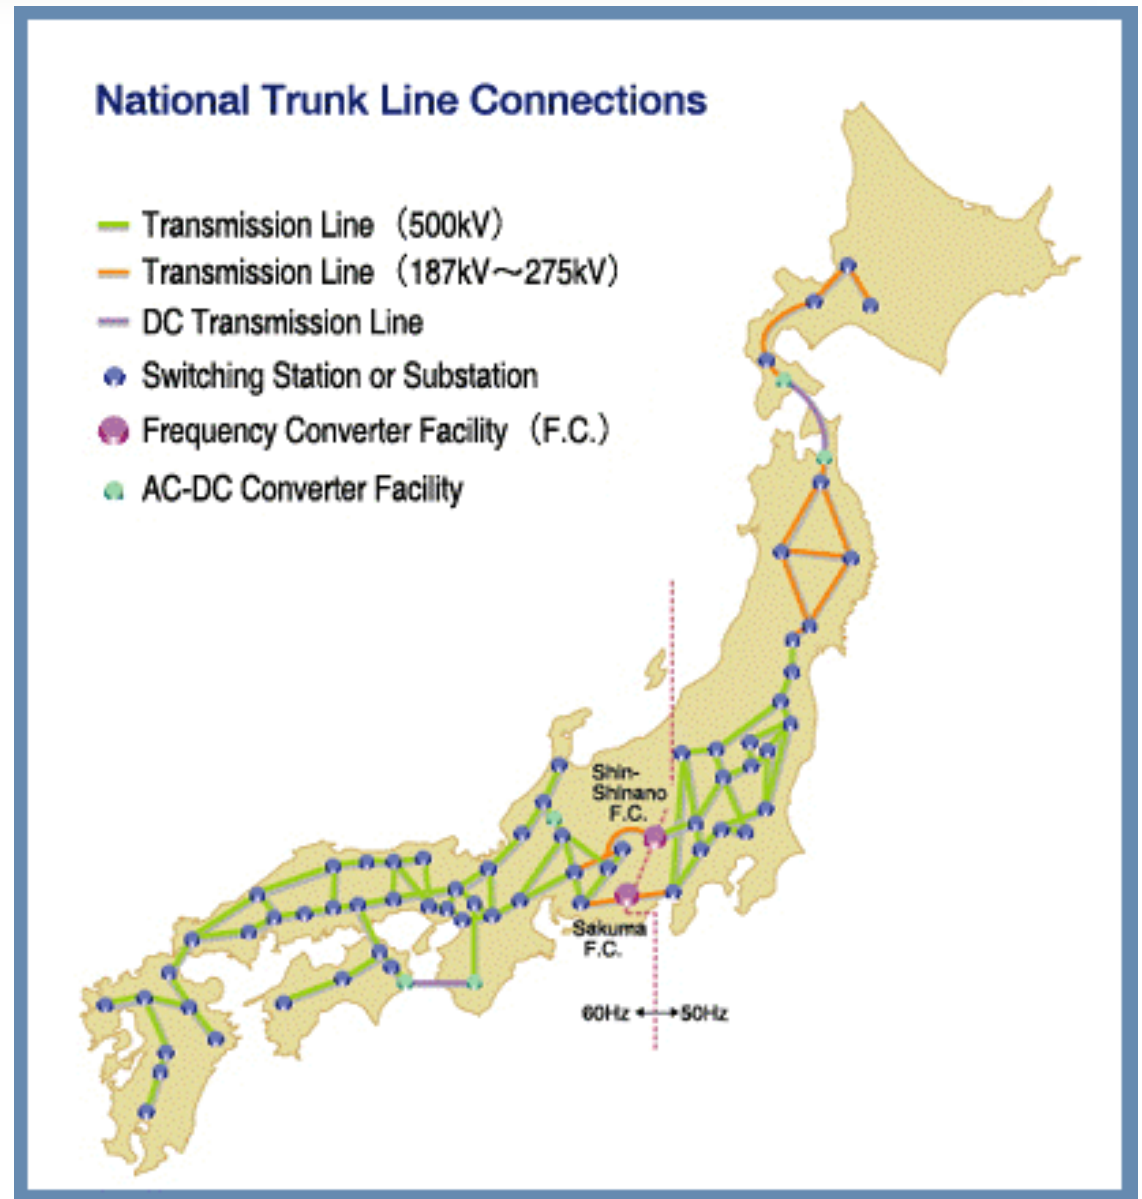 National Trunk Line Connections
Transmission Line （500kV）
Transmission Line （187kV～275kV）
DC Transmission Line
Switching Station or Substation
Frequency Converter Facility （F.C.）
AC-DC Converter Facility
Shin-
Shinano
F.C.
Sakuma
F.C.
60Hz ↔ 50Hz